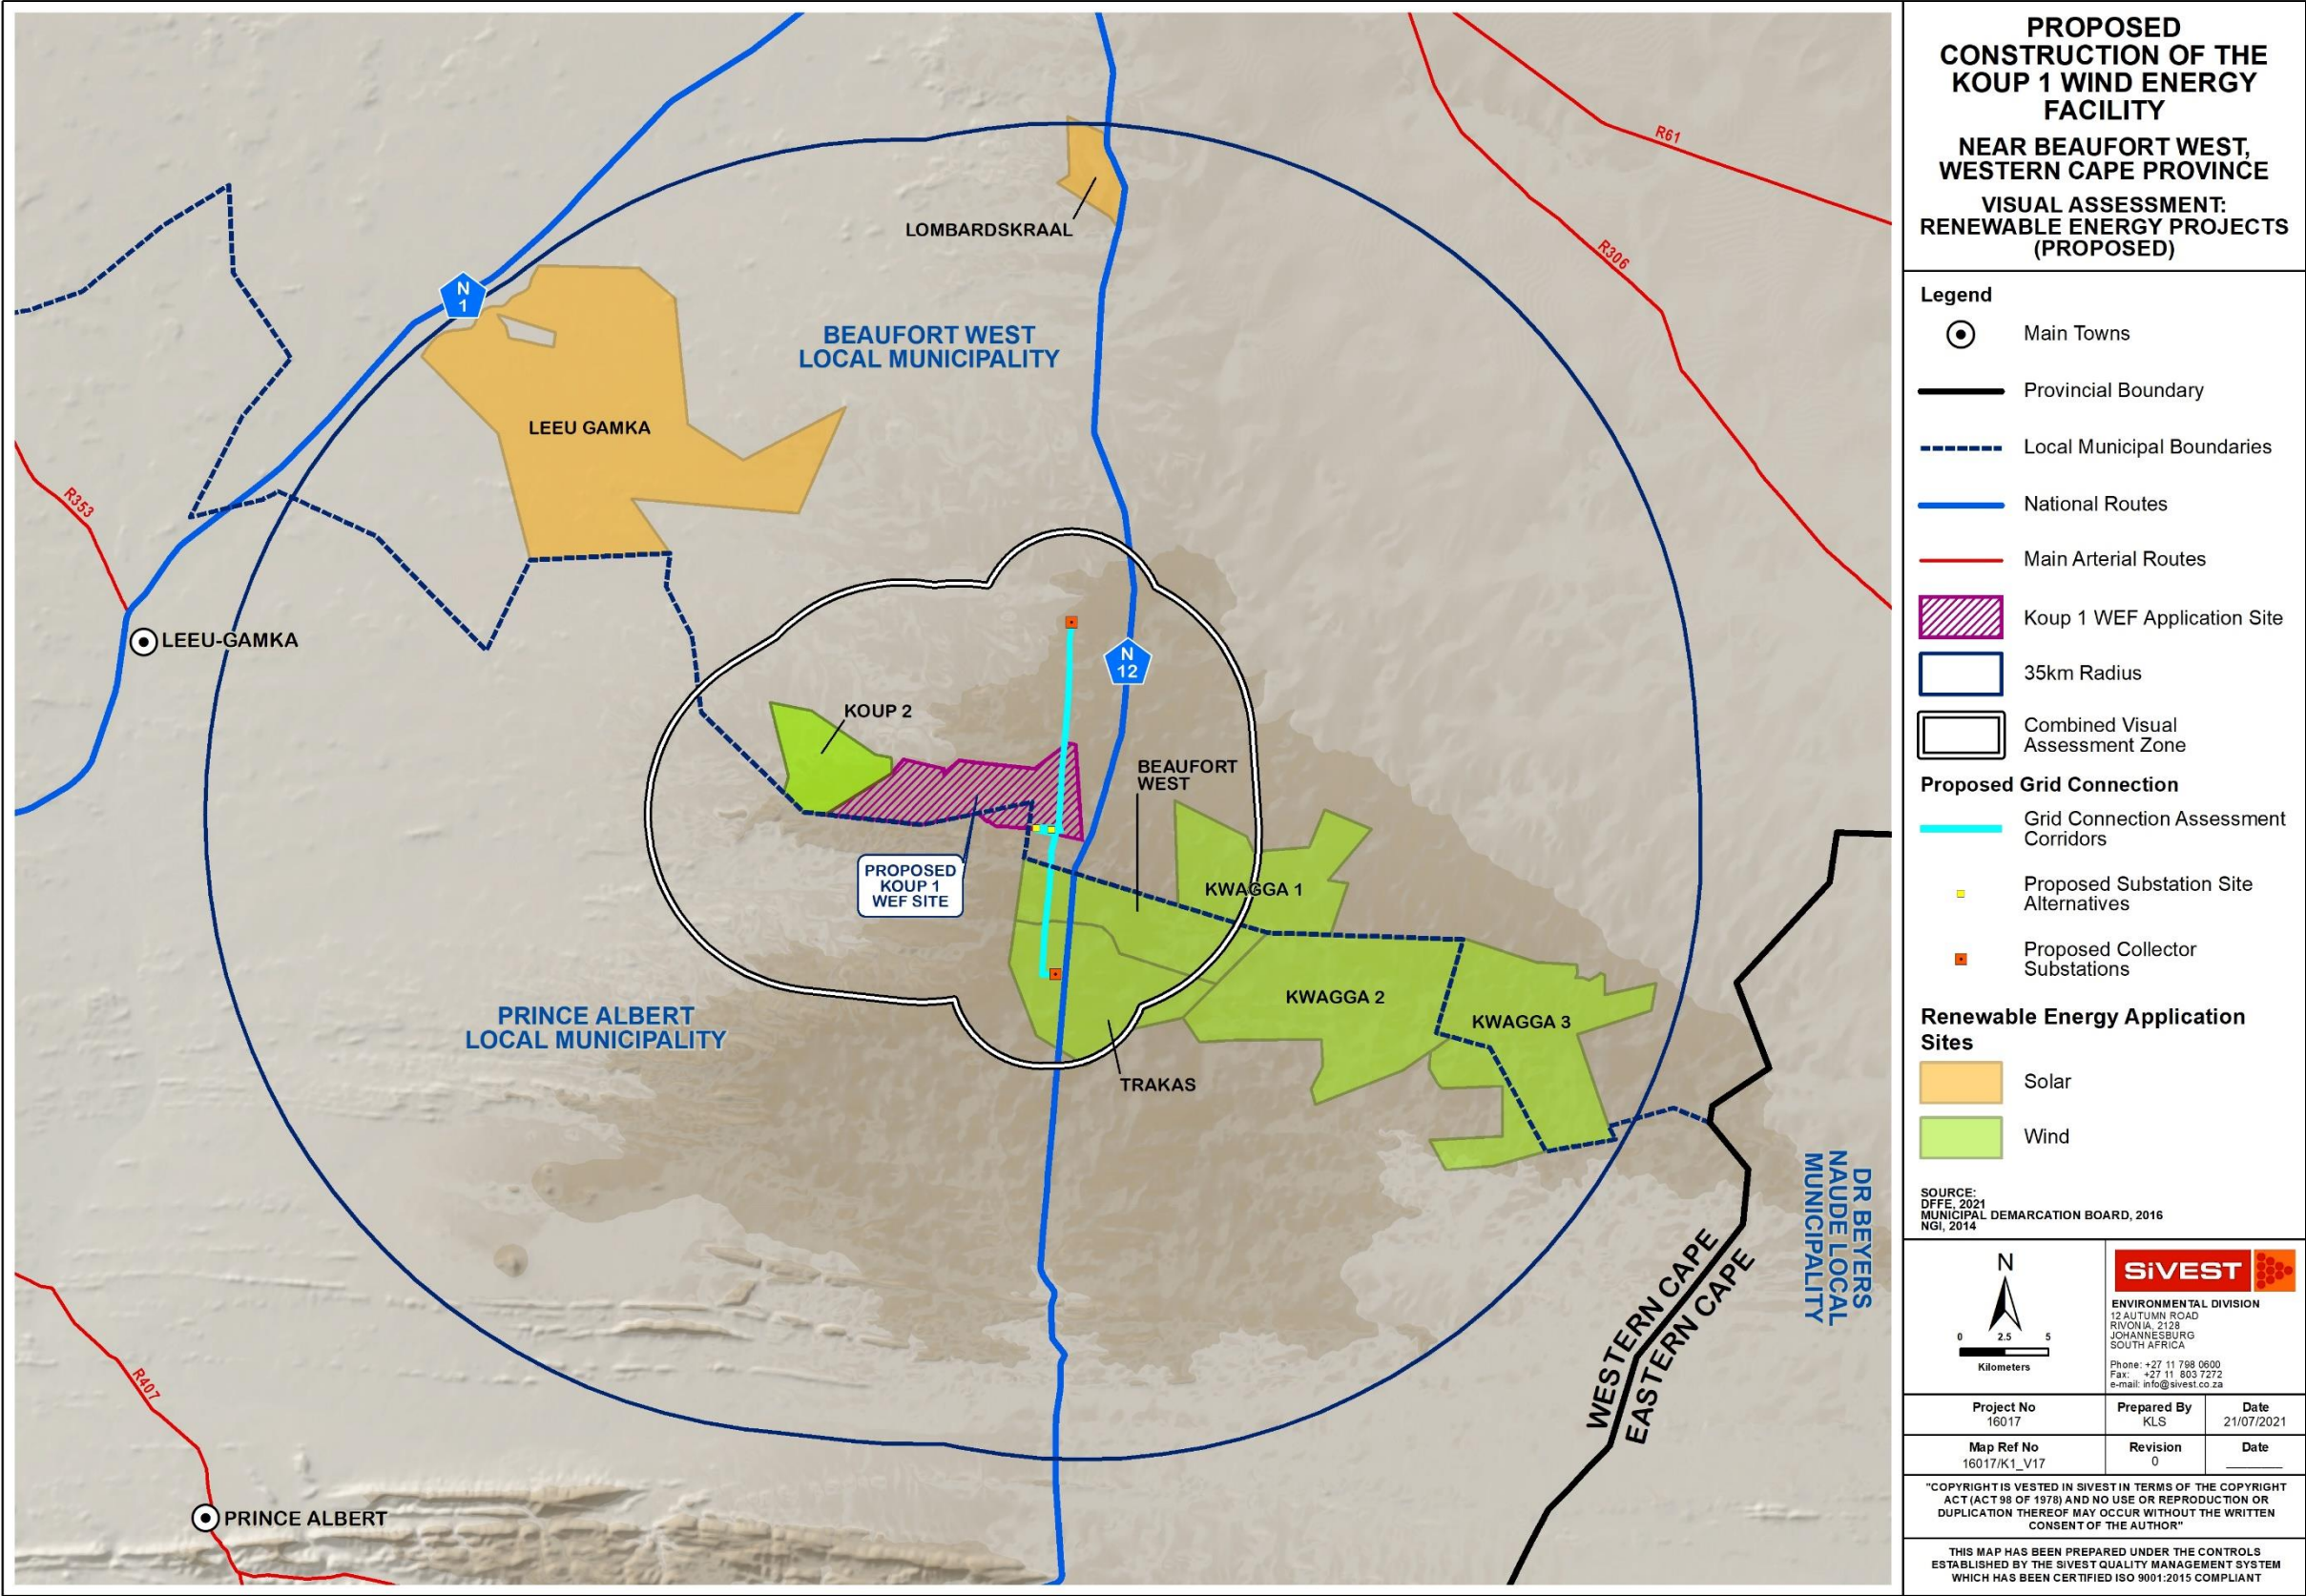 R61
R306
LOMBARDSKRAAL
N
1
BEAUFORT WEST
LOCAL MUNICIPALITY
LEEU GAMKA
R353
LEEU-GAMKA
N
12
KOUP 2
BEAUFORT
WEST
PROPOSED
KOUP 1
WEF SITE
KWAGGA 1
KWAGGA 2
KWAGGA 3
PRINCE ALBERT
LOCAL MUNICIPALITY
TRAKAS
DR BEYERS
NAUDE LOCAL
MUNICIPALITY
WESTERN CAPE
EASTERN CAPE
R407
PRINCE ALBERT
PROPOSED
CONSTRUCTION OF THE
KOUP 1 WIND ENERGY
FACILITY
NEAR BEAUFORT WEST,
WESTERN CAPE PROVINCE
VISUAL ASSESSMENT:
RENEWABLE ENERGY PROJECTS
(PROPOSED)
Legend
Main Towns
Provincial Boundary
Local Municipal Boundaries
National Routes
Main Arterial Routes
Koup 1 WEF Application Site
35km Radius
Combined Visual
Assessment Zone
Proposed Grid Connection
Grid Connection Assessment
Corridors
Proposed Substation Site
Alternatives
Proposed Collector
Substations
Renewable Energy Application
Sites
Solar
Wind
SOURCE:
DFFE, 2021
MUNICIPAL DEMARCATION BOARD, 2016
NGI, 2014
N
0 2.5 5
Kilometers
SiVEST
ENVIRONMENTAL DIVISION
12 AUTUMN ROAD
RIVONIA, 2128
JOHANNESBURG
SOUTH AFRICA
Phone: +27 11 798 0600
Fax: +27 11 803 7272
e-mail: info@sivest.co.za
Project No
16017
Prepared By
KLS
Date
21/07/2021
Map Ref No
16017/K1_V17
Revision
0
Date
"COPYRIGHT IS VESTED IN SIVEST IN TERMS OF THE COPYRIGHT
ACT (ACT 98 OF 1978) AND NO USE OR REPRODUCTION OR
DUPLICATION THEREOF MAY OCCUR WITHOUT THE WRITTEN
CONSENT OF THE AUTHOR"
THIS MAP HAS BEEN PREPARED UNDER THE CONTROLS
ESTABLISHED BY THE SIVEST QUALITY MANAGEMENT SYSTEM
WHICH HAS BEEN CERTIFIED ISO 9001:2015 COMPLIANT